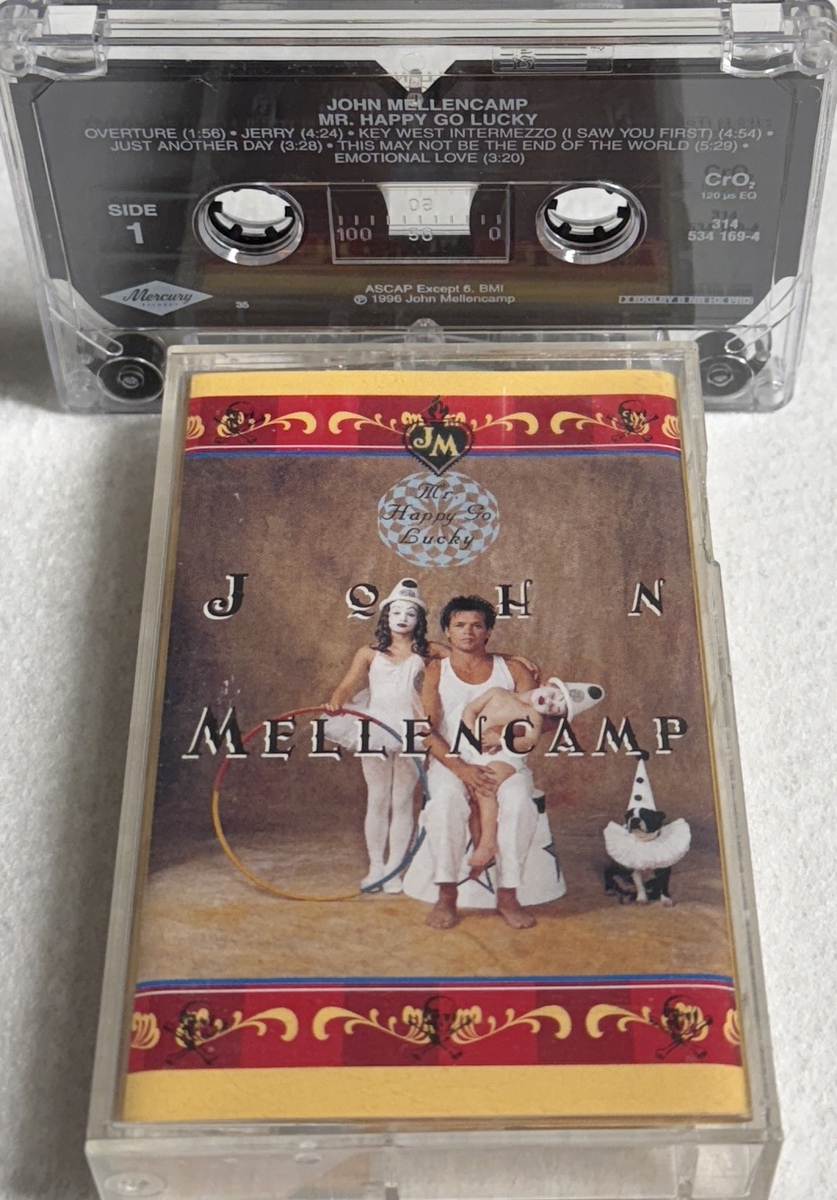 JOHN MELLENCAMP
MR. HAPPY GO LUCKY
OVERTURE (1:56) • JERRY (4:24) • KEY WEST INTERMEZZO (I SAW YOU FIRST) (4:54) •
JUST ANOTHER DAY (3:28) • THIS MAY NOT BE THE END OF THE WORLD (5:29) •
EMOTIONAL LOVE (3:20)
CrO₂
120 µs EQ
SIDE
1
100 50 0
314
534 169-4
Mercury
RECORDS
35
ASCAP Except 6. BMI
℗ 1996 John Mellencamp
JM
Mr.
Happy Go
Lucky
JOHN
MELLENCAMP